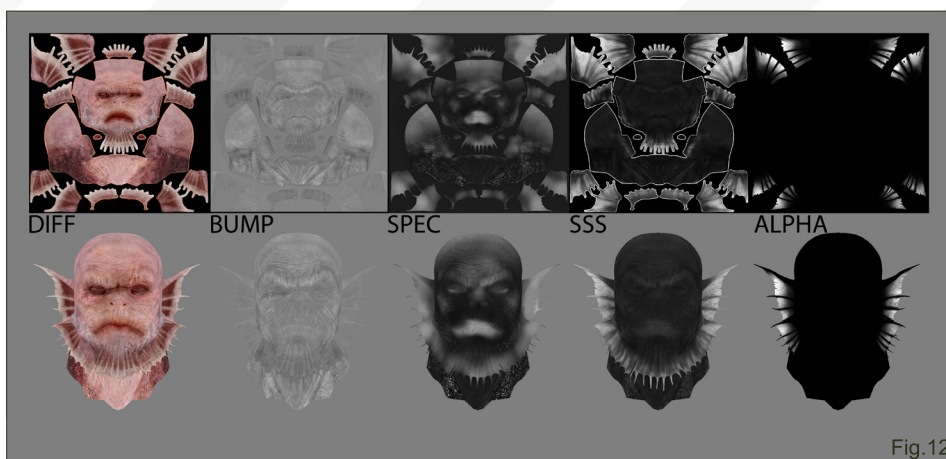 DIFF
BUMP
SPEC
SSS
ALPHA
Fig.12